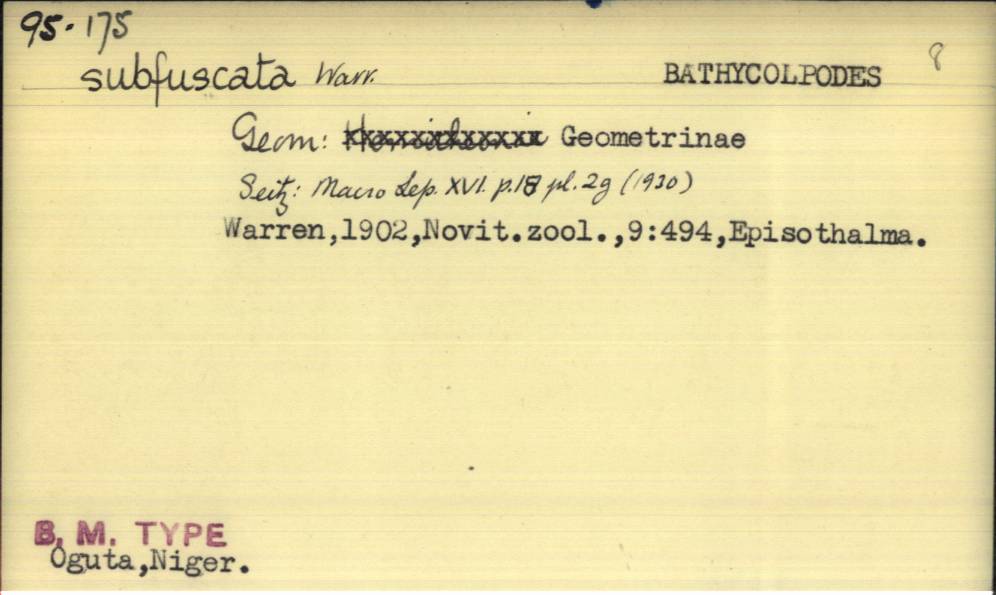 95-175
subfuscata Warr. BATHYCOLPODES 8
Geom: Geometrinae
Seitz: Macro Lep. XVI. p.18 pl. 2g (1930)
Warren,1902,Novit.zool.,9:494,Episothalma.
B. M. TYPE
Oguta,Niger.